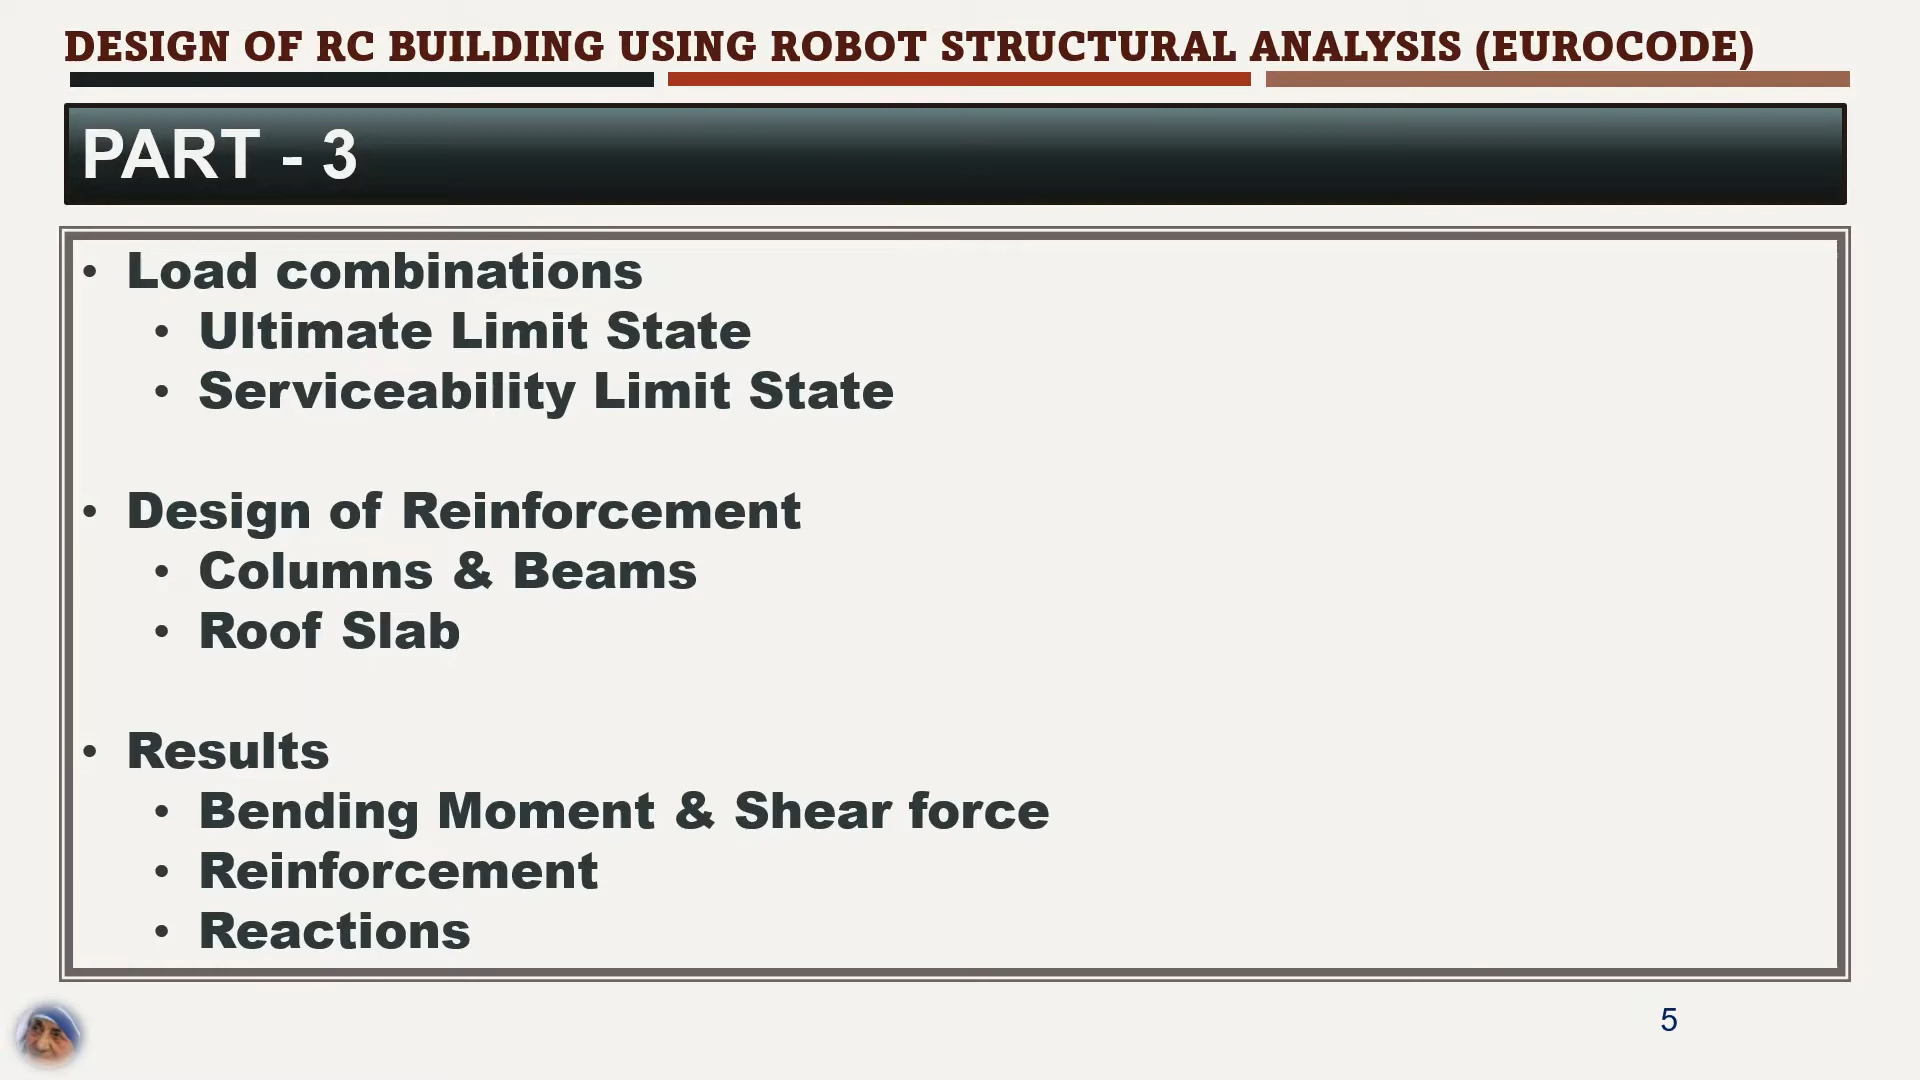 DESIGN OF RC BUILDING USING ROBOT STRUCTURAL ANALYSIS (EUROCODE)
PART - 3
• Load combinations
• Ultimate Limit State
• Serviceability Limit State
• Design of Reinforcement
• Columns & Beams
• Roof Slab
• Results
• Bending Moment & Shear force
• Reinforcement
• Reactions
5